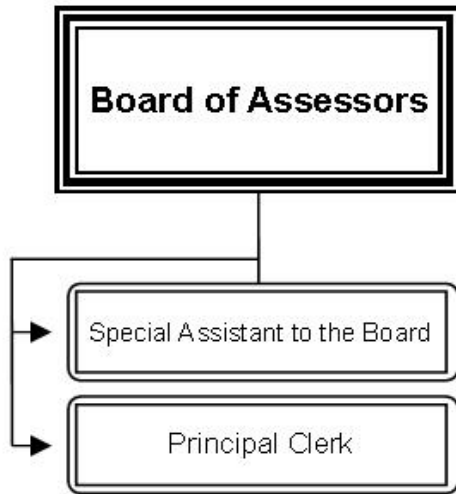 Board of Assessors
Special Assistant to the Board
Principal Clerk